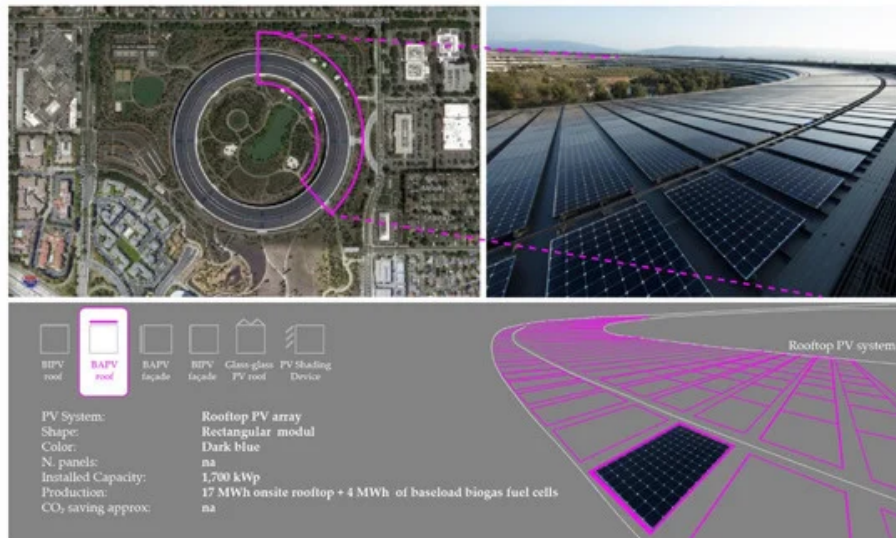 BIPV
roof
BAPV
roof
BAPV
façade
BIPV
façade
Glass-glass
PV roof
PV Shading
Device
Rooftop PV system
PV System: Rooftop PV array
Shape: Rectangular modul
Color: Dark blue
N. panels: na
Installed Capacity: 1,700 kWp
Production: 17 MWh onsite rooftop + 4 MWh of baseload biogas fuel cells
CO₂ saving approx: na